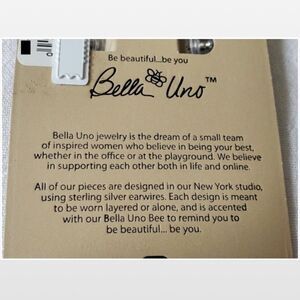 Be beautiful...be you
Bella Uno™
Bella Uno jewelry is the dream of a small team
of inspired women who believe in being your best,
whether in the office or at the playground. We believe
in supporting each other both in life and online.
All of our pieces are designed in our New York studio,
using sterling silver earwires. Each design is meant
to be worn layered or alone, and is accented
with our Bella Uno Bee to remind you to
be beautiful... be you.